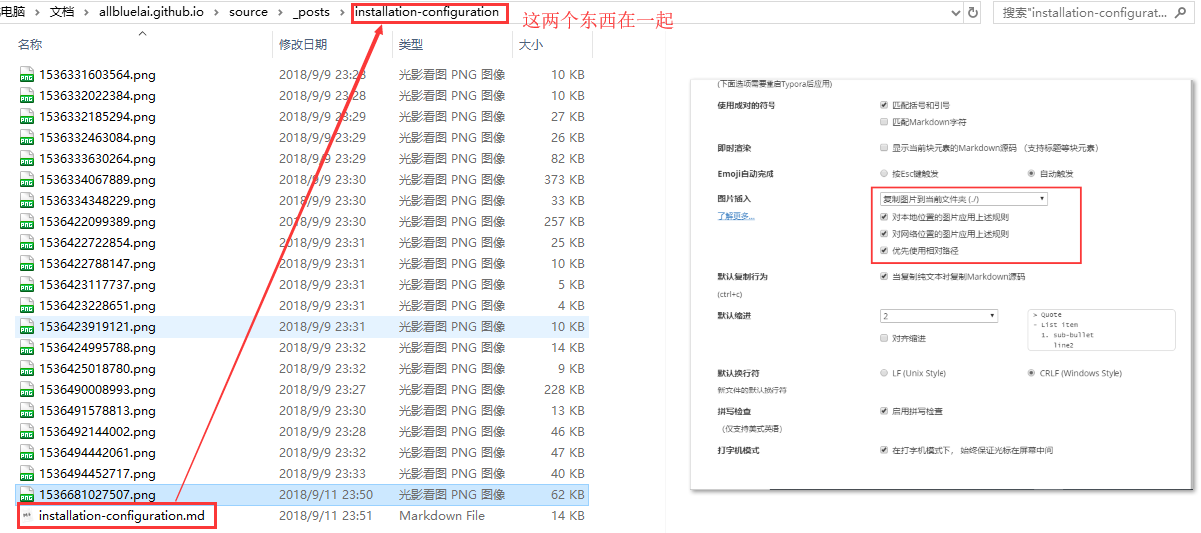 电脑 › 文档 › allbluelai.github.io › source › _posts › installation-configuration
这两个东西在一起
搜索"installation-configurat...
名称 修改日期 类型 大小
1536331603564.png 2018/9/9 23:28 光影看图 PNG 图像 10 KB
1536332022384.png 2018/9/9 23:28 光影看图 PNG 图像 10 KB
1536332185294.png 2018/9/9 23:29 光影看图 PNG 图像 27 KB
1536332463084.png 2018/9/9 23:29 光影看图 PNG 图像 26 KB
1536333630264.png 2018/9/9 23:29 光影看图 PNG 图像 82 KB
1536334067889.png 2018/9/9 23:30 光影看图 PNG 图像 373 KB
1536334348229.png 2018/9/9 23:30 光影看图 PNG 图像 33 KB
1536422099389.png 2018/9/9 23:30 光影看图 PNG 图像 257 KB
1536422722854.png 2018/9/9 23:31 光影看图 PNG 图像 25 KB
1536422788147.png 2018/9/9 23:31 光影看图 PNG 图像 10 KB
1536423117737.png 2018/9/9 23:31 光影看图 PNG 图像 5 KB
1536423228651.png 2018/9/9 23:31 光影看图 PNG 图像 4 KB
1536423919121.png 2018/9/9 23:31 光影看图 PNG 图像 10 KB
1536424995788.png 2018/9/9 23:32 光影看图 PNG 图像 14 KB
1536425018780.png 2018/9/9 23:32 光影看图 PNG 图像 9 KB
1536490008993.png 2018/9/9 23:27 光影看图 PNG 图像 228 KB
1536491578813.png 2018/9/9 23:30 光影看图 PNG 图像 13 KB
1536492144002.png 2018/9/9 23:28 光影看图 PNG 图像 46 KB
1536494442061.png 2018/9/9 23:32 光影看图 PNG 图像 47 KB
1536494452717.png 2018/9/9 23:33 光影看图 PNG 图像 40 KB
1536681027507.png 2018/9/11 23:50 光影看图 PNG 图像 62 KB
installation-configuration.md 2018/9/11 23:51 Markdown File 14 KB
(下面选项需要重启Typora后应用)
使用成对的符号 匹配括号和引号
匹配Markdown字符
即时渲染 显示当前块元素的Markdown源码 （支持标题等块元素）
Emoji自动完成 按Esc键触发 自动触发
图片插入 复制图片到当前文件夹 (./)
了解更多... 对本地位置的图片应用上述规则
对网络位置的图片应用上述规则
优先使用相对路径
默认复制行为 当复制纯文本时复制Markdown源码
(ctrl+c)
默认缩进 2 > Quote
- List item
对齐缩进 1. sub-bullet
line2
默认换行符 LF (Unix Style) CRLF (Windows Style)
新文件的默认换行符
拼写检查 启用拼写检查
（仅支持美式英语）
打字机模式 在打字机模式下， 始终保证光标在屏幕中间